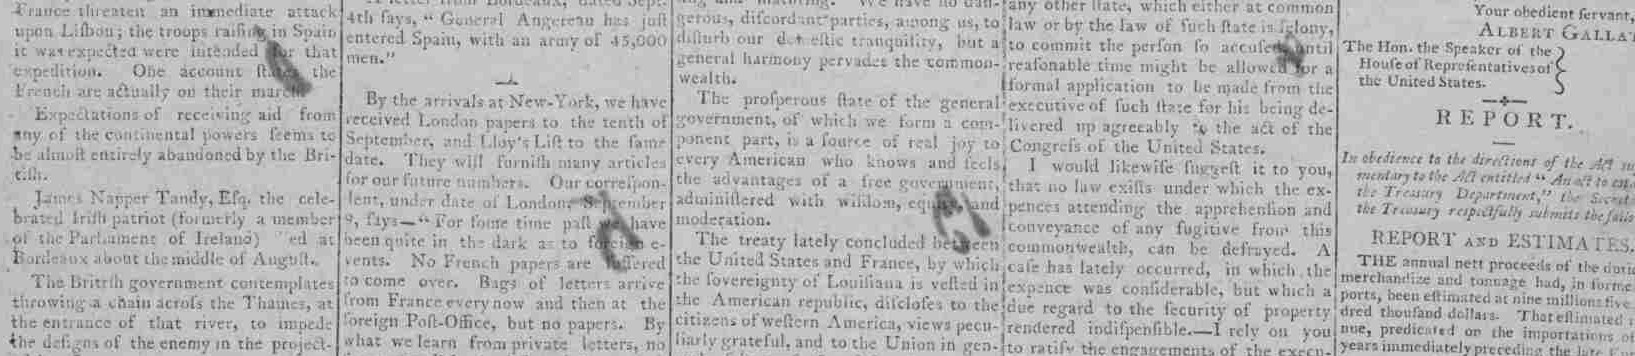 France threaten an immediate attack
upon Liſbon; the troops raiſing in Spain
it was expected were intended for that
expedition. One account ſtates the
French are actually on their march
Expectations of receiving aid from
any of the continental powers ſeems to
be almoſt entirely abandoned by the Bri-
tiſh.
James Napper Tandy, Eſq. the cele-
brated Iriſh patriot (formerly a member
of the Parliament of Ireland) ed at
Bordeaux about the middle of Auguſt.
The Britiſh government contemplates
throwing a chain acroſs the Thames, at
the entrance of that river, to impede
the deſigns of the enemy in the project-
A letter from Bordeaux, dated Sept.
4th ſays, “ General Angereau has juſt
entered Spain, with an army of 45,000
men.”
By the arrivals at New-York, we have
received London papers to the tenth of
September, and Lloy's Liſt to the ſame
date. They will furniſh many articles
for our future numbers. Our correſpon-
dent, under date of London, September
9, ſays—“ For ſome time paſt we have
been quite in the dark as to foreign e-
vents. No French papers are ſuffered
to come over. Bags of letters arrive
from France every now and then at the
foreign Poſt-Office, but no papers. By
what we learn from private letters, no
We have no dan-
gerous, diſcordant parties, among us, to
diſturb our domeſtic tranquility, but a
general harmony pervades the common-
wealth.
The proſperous ſtate of the general
government, of which we form a com-
ponent part, is a ſource of real joy to
every American who knows and feels
the advantages of a free government,
adminiſtered with wiſdom, equity and
moderation.
The treaty lately concluded between
the United States and France, by which
the ſovereignty of Louiſiana is veſted in
the American republic, diſcloſes to the
citizens of weſtern America, views pecu-
liarly grateful, and to the Union in gen-
any other ſtate, which either at common
law or by the law of ſuch ſtate is felony,
to commit the perſon ſo accuſed until
reaſonable time might be allowed for a
formal application to be made from the
executive of ſuch ſtate for his being de-
livered up agreeably to the act of the
Congreſs of the United States.
I would likewiſe ſuggeſt it to you,
that no law exiſts under which the ex-
pences attending the apprehenſion and
conveyance of any fugitive from this
commonwealth, can be defrayed. A
caſe has lately occurred, in which the
expence was conſiderable, but which a
due regard to the ſecurity of property
rendered indiſpenſible.—I rely on you
to ratify the engagements of the execu-
Your obedient ſervant,
ALBERT GALLAT
The Hon. the Speaker of the
Houſe of Repreſentatives of
the United States.
REPORT.
In obedience to the directions of the Act ſu
mentary to the Act entitled “ An act to
the Treasury Department,” the
the Treaſury reſpectfully ſubmits the
REPORT AND ESTIMATES.
THE annual nett proceeds of the
merchandize and tonnage had, in
ports, been eſtimated at nine millions five
dred thouſand dollars. That eſtimated
nue, predicated on the importations
years immediately preceding the